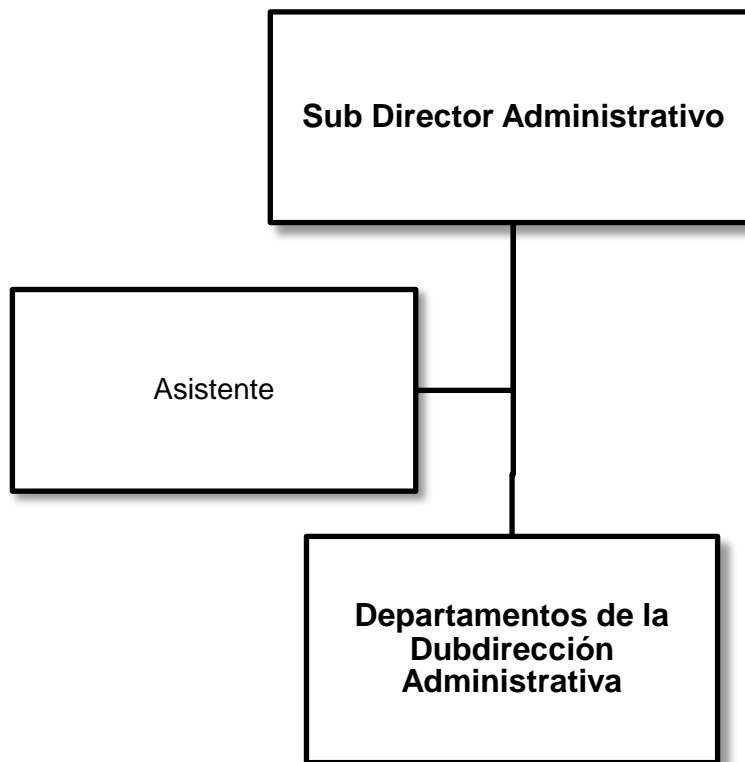 Sub Director Administrativo
Asistente
Departamentos de la
Dubdirección
Administrativa